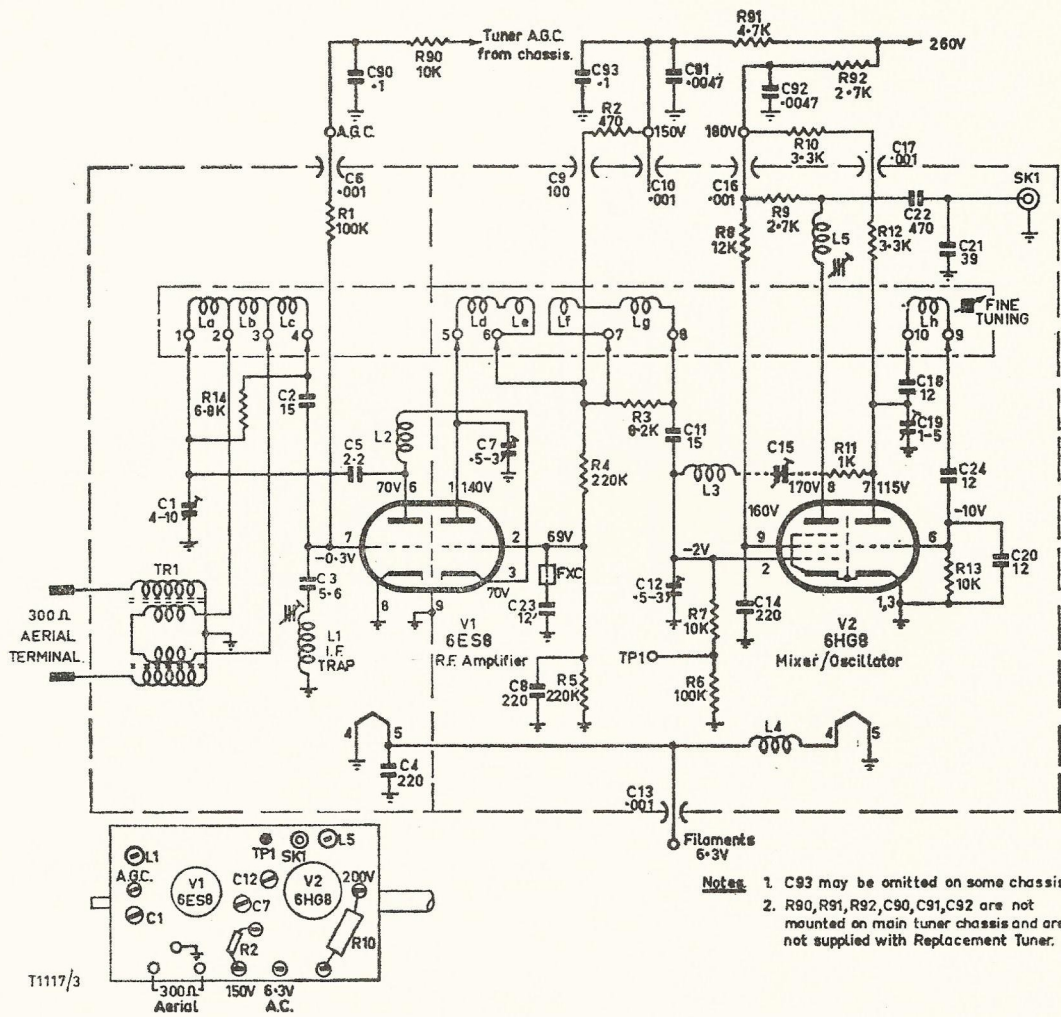 R91
4·7K
260V
Tuner A.G.C.
from chassis.
R90
10K
C90
·1
C93
·1
C91
·0047
C92
·0047
R92
2·7K
R2
470
A.G.C.
150V
180V
R10
3·3K
C6
·001
C9
100
C10
·001
C16
·001
C17
·001
SK1
R1
100K
R8
12K
R9
2·7K
L5
C22
470
R12
3·3K
C21
39
La
Lb
Lc
1
2
3
4
Ld
Le
5
6
Lf
Lg
7
8
Lh
10
9
FINE
TUNING
R14
6·8K
C2
15
L2
C5
2·2
C7
·5-3
R3
8·2K
C11
15
R4
220K
L3
C15
R11
1K
C18
12
C19
1-5
C24
12
C1
4-10
70V
6
1
140V
170V
8
7
115V
160V
-10V
7
-0·3V
2
69V
3
70V
FXC
-2V
9
2
6
C20
12
R13
10K
TR1
C3
5·6
8
9
C23
12
C12
·5-3
R7
10K
C14
220
1,3
300Ω
AERIAL
TERMINAL.
L1
I.F.
TRAP
V1
6ES8
R.F. Amplifier
V2
6HG8
Mixer/Oscillator
TP1
R6
100K
C8
220
R5
220K
4
5
C4
220
L4
4
5
C13
·001
Filaments
6·3V
L1
A.G.C.
C1
V1
6ES8
TP1
SK1
L5
C12
C7
V2
6HG8
200V
R2
R10
300Ω
Aerial
150V
6·3V
A.C.
T1117/3
Notes 1. C93 may be omitted on some chassis
2. R90,R91,R92,C90,C91,C92 are not
mounted on main tuner chassis and are
not supplied with Replacement Tuner.